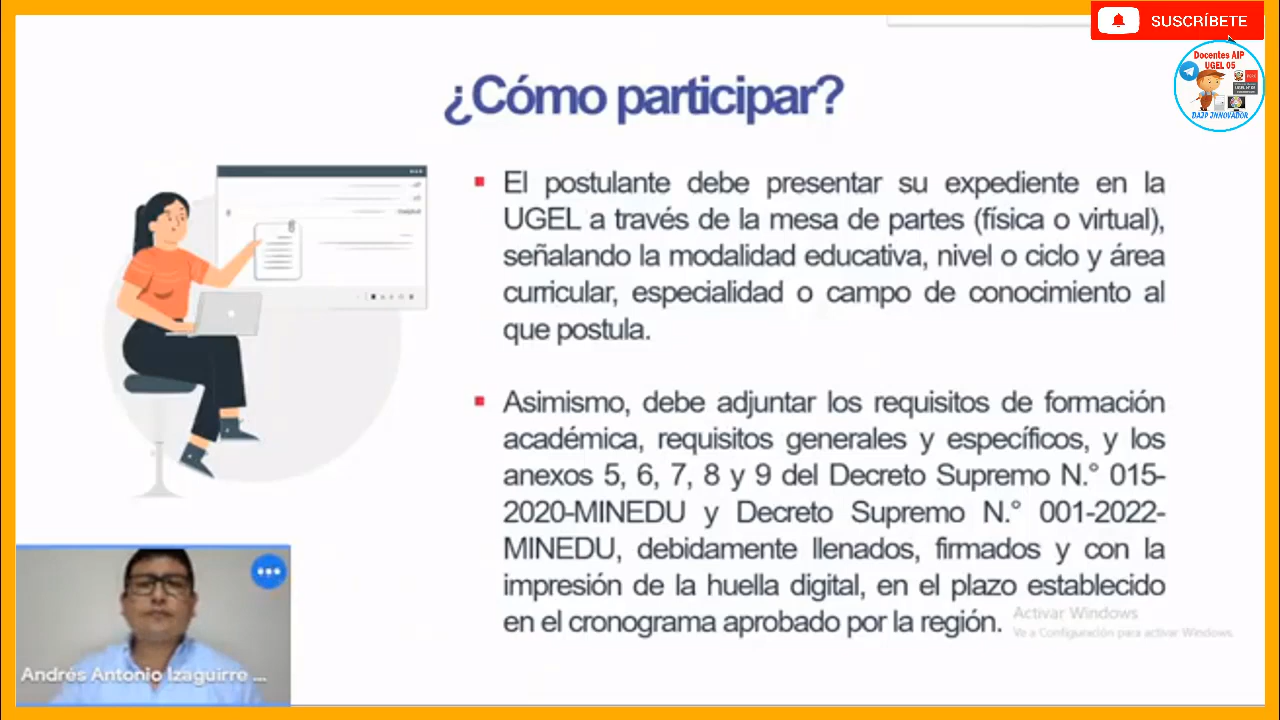 SUSCRÍBETE
Docentes AIP
UGEL 05
DAIP INNOVADOR
¿Cómo participar?
El postulante debe presentar su expediente en la
UGEL a través de la mesa de partes (física o virtual),
señalando la modalidad educativa, nivel o ciclo y área
curricular, especialidad o campo de conocimiento al
que postula.
Asimismo, debe adjuntar los requisitos de formación
académica, requisitos generales y específicos, y los
anexos 5, 6, 7, 8 y 9 del Decreto Supremo N.° 015-
2020-MINEDU y Decreto Supremo N.° 001-2022-
MINEDU, debidamente llenados, firmados y con la
impresión de la huella digital, en el plazo establecido
en el cronograma aprobado por la región.
Activar Windows
Ve a Configuración para activar Windows.
Andrés Antonio Izaguirre ...